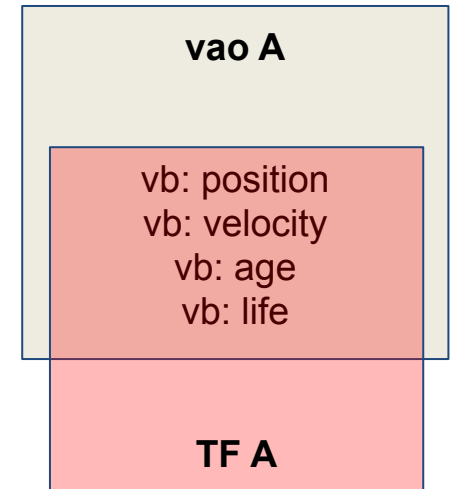 vao A
vb: position
vb: velocity
vb: age
vb: life
TF A